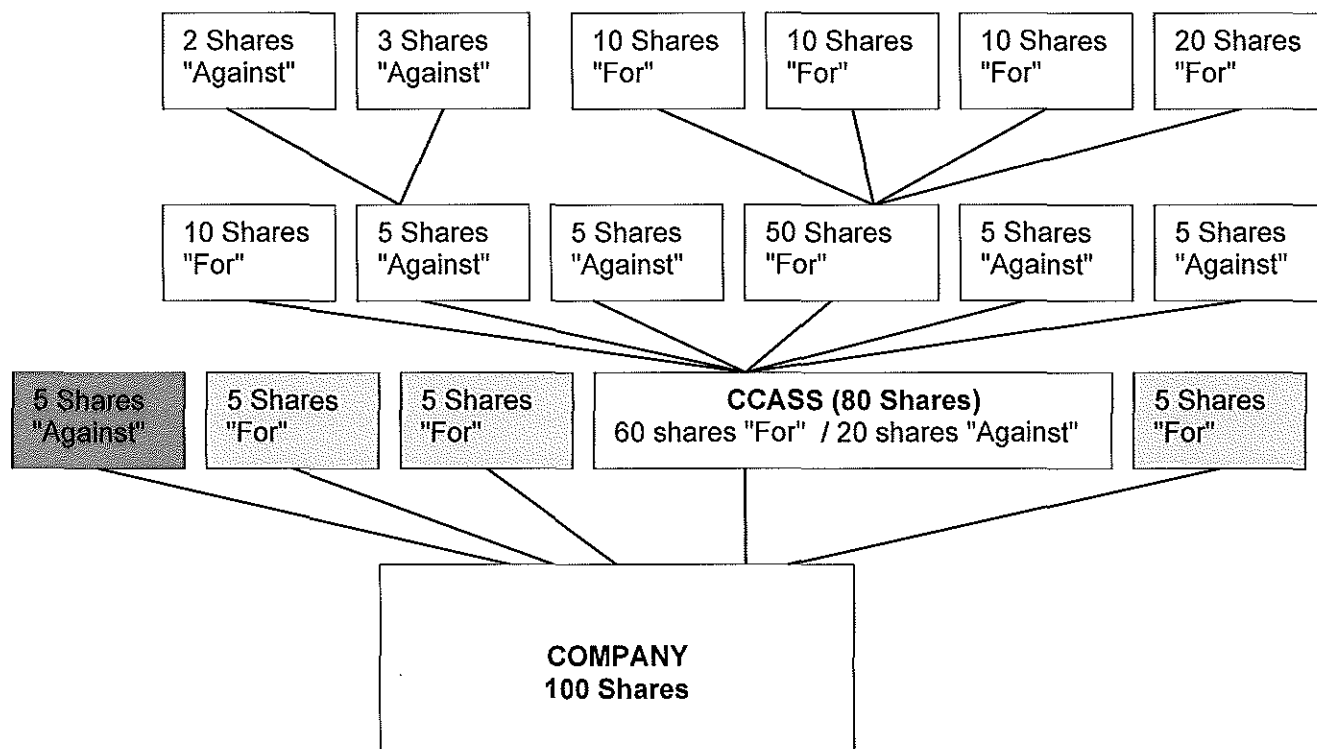 2 Shares
"Against"
3 Shares
"Against"
10 Shares
"For"
10 Shares
"For"
10 Shares
"For"
20 Shares
"For"
10 Shares
"For"
5 Shares
"Against"
5 Shares
"Against"
50 Shares
"For"
5 Shares
"Against"
5 Shares
"Against"
5 Shares
"Against"
5 Shares
"For"
5 Shares
"For"
CCASS (80 Shares)
60 shares "For" / 20 shares "Against"
5 Shares
"For"
COMPANY
100 Shares